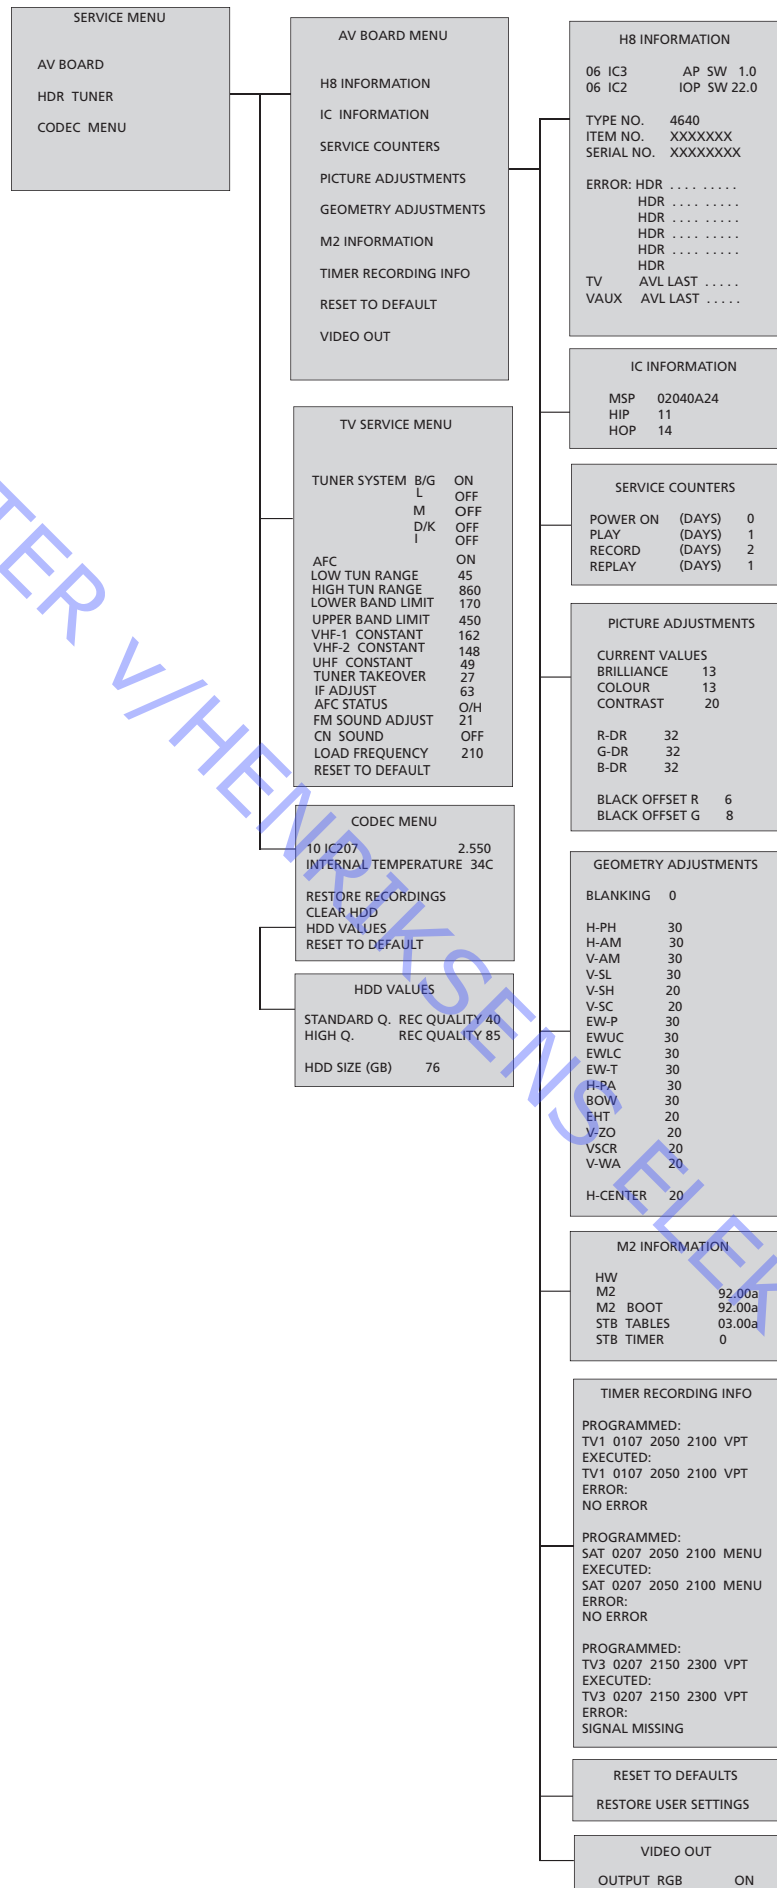 SERVICE MENU
AV BOARD
HDR TUNER
CODEC MENU
AV BOARD MENU
H8 INFORMATION
IC INFORMATION
SERVICE COUNTERS
PICTURE ADJUSTMENTS
GEOMETRY ADJUSTMENTS
M2 INFORMATION
TIMER RECORDING INFO
RESET TO DEFAULT
VIDEO OUT
TV SERVICE MENU
TUNER SYSTEM B/G ON
L OFF
M OFF
D/K OFF
I OFF
AFC ON
LOW TUN RANGE 45
HIGH TUN RANGE 860
LOWER BAND LIMIT 170
UPPER BAND LIMIT 450
VHF-1 CONSTANT 162
VHF-2 CONSTANT 148
UHF CONSTANT 49
TUNER TAKEOVER 27
IF ADJUST 63
AFC STATUS O/H
FM SOUND ADJUST 21
CN SOUND OFF
LOAD FREQUENCY 210
RESET TO DEFAULT
CODEC MENU
10 IC207 2.550
INTERNAL TEMPERATURE 34C
RESTORE RECORDINGS
CLEAR HDD
HDD VALUES
RESET TO DEFAULT
HDD VALUES
STANDARD Q. REC QUALITY 40
HIGH Q. REC QUALITY 85
HDD SIZE (GB) 76
H8 INFORMATION
06 IC3 AP SW 1.0
06 IC2 IOP SW 22.0
TYPE NO. 4640
ITEM NO. XXXXXXX
SERIAL NO. XXXXXXXX
ERROR: HDR . . . . . . . . .
HDR . . . . . . . . .
HDR . . . . . . . . .
HDR . . . . . . . . .
HDR . . . . . . . . .
HDR
TV AVL LAST . . . . .
VAUX AVL LAST . . . . .
IC INFORMATION
MSP 02040A24
HIP 11
HOP 14
SERVICE COUNTERS
POWER ON (DAYS) 0
PLAY (DAYS) 1
RECORD (DAYS) 2
REPLAY (DAYS) 1
PICTURE ADJUSTMENTS
CURRENT VALUES
BRILLIANCE 13
COLOUR 13
CONTRAST 20
R-DR 32
G-DR 32
B-DR 32
BLACK OFFSET R 6
BLACK OFFSET G 8
GEOMETRY ADJUSTMENTS
BLANKING 0
H-PH 30
H-AM 30
V-AM 30
V-SL 30
V-SH 20
V-SC 20
EW-P 30
EWUC 30
EWLC 30
EW-T 30
H-PA 30
BOW 30
EHT 20
V-ZO 20
VSCR 20
V-WA 20
H-CENTER 20
M2 INFORMATION
HW
M2 92.00a
M2 BOOT 92.00a
STB TABLES 03.00a
STB TIMER 0
TIMER RECORDING INFO
PROGRAMMED:
TV1 0107 2050 2100 VPT
EXECUTED:
TV1 0107 2050 2100 VPT
ERROR:
NO ERROR
PROGRAMMED:
SAT 0207 2050 2100 MENU
EXECUTED:
SAT 0207 2050 2100 MENU
ERROR:
NO ERROR
PROGRAMMED:
TV3 0207 2150 2300 VPT
EXECUTED:
TV3 0207 2150 2300 VPT
ERROR:
SIGNAL MISSING
RESET TO DEFAULTS
RESTORE USER SETTINGS
VIDEO OUT
OUTPUT RGB ON
V/HENRIKSENS